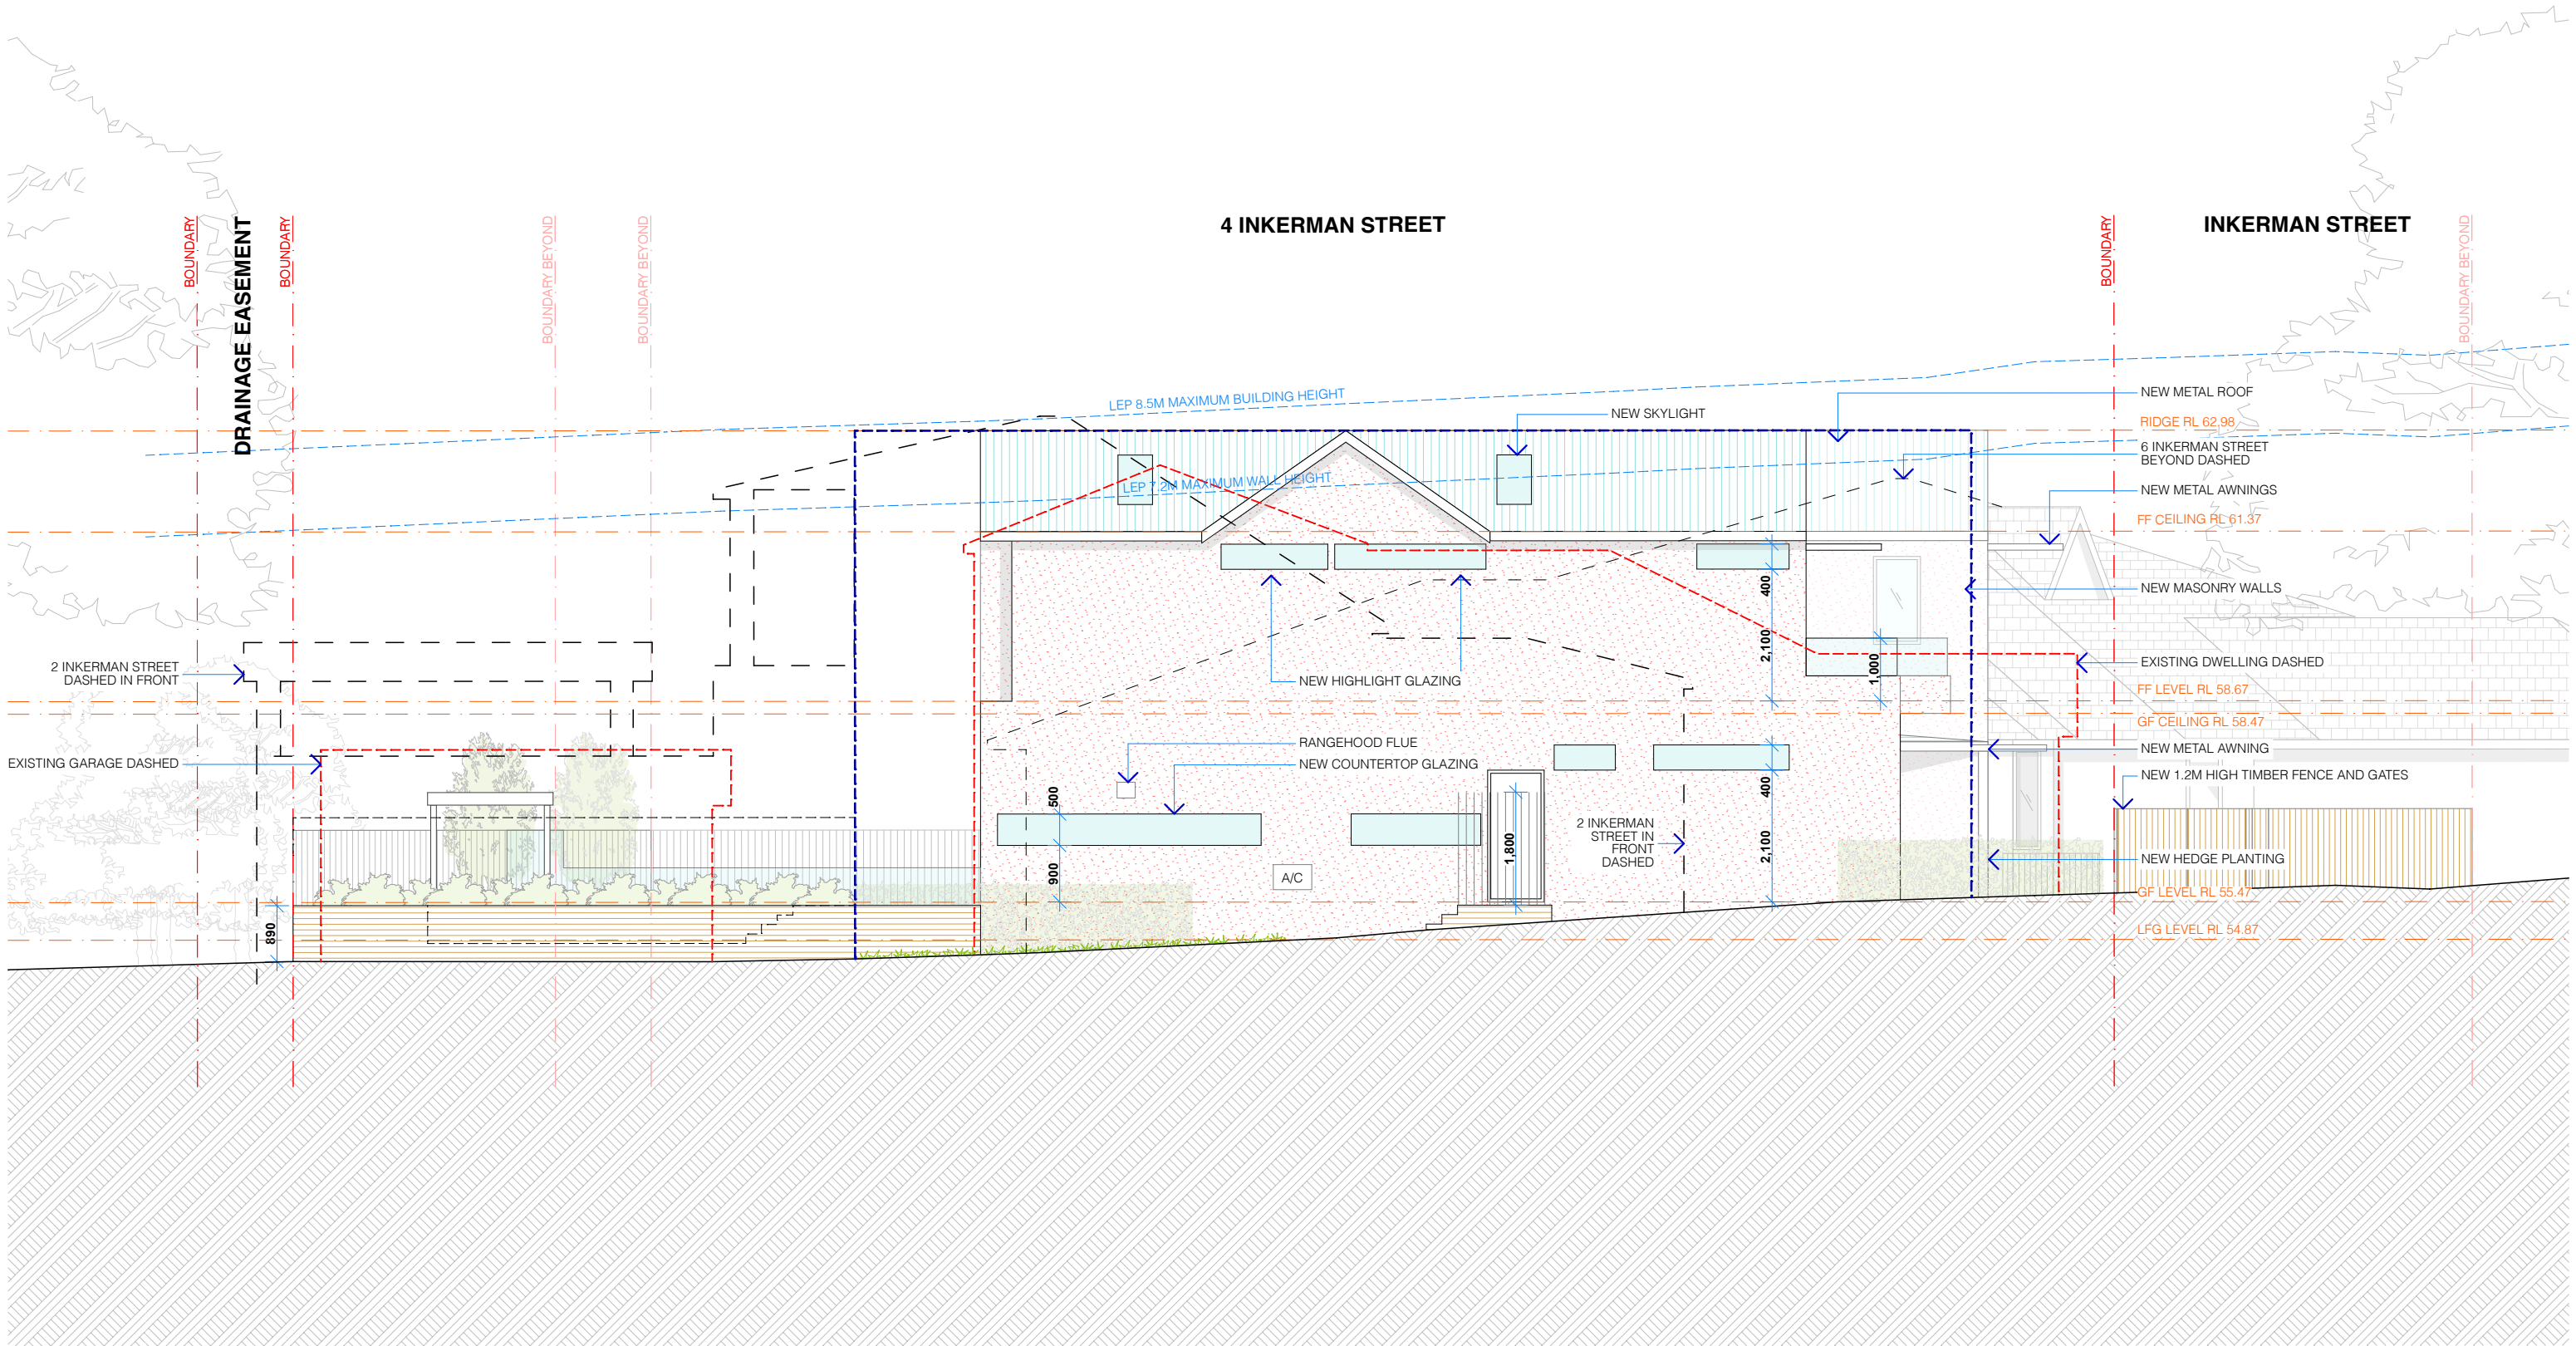 4 INKERMAN STREET
INKERMAN STREET
BOUNDARY
DRAINAGE EASEMENT
BOUNDARY
BOUNDARY BEYOND
BOUNDARY BEYOND
BOUNDARY
BOUNDARY BEYOND
LEP 8.5M MAXIMUM BUILDING HEIGHT
LEP 7.2M MAXIMUM WALL HEIGHT
NEW SKYLIGHT
NEW METAL ROOF
RIDGE RL 62.98
6 INKERMAN STREET
BEYOND DASHED
NEW METAL AWNINGS
FF CEILING RL 61.37
NEW MASONRY WALLS
EXISTING DWELLING DASHED
FF LEVEL RL 58.67
GF CEILING RL 58.47
NEW METAL AWNING
NEW 1.2M HIGH TIMBER FENCE AND GATES
NEW HEDGE PLANTING
GF LEVEL RL 55.47
LFG LEVEL RL 54.87
2 INKERMAN STREET
DASHED IN FRONT
EXISTING GARAGE DASHED
890
NEW HIGHLIGHT GLAZING
RANGEHOOD FLUE
NEW COUNTERTOP GLAZING
500
900
A/C
1,800
2 INKERMAN
STREET IN
FRONT
DASHED
400
2,100
1,000
400
2,100